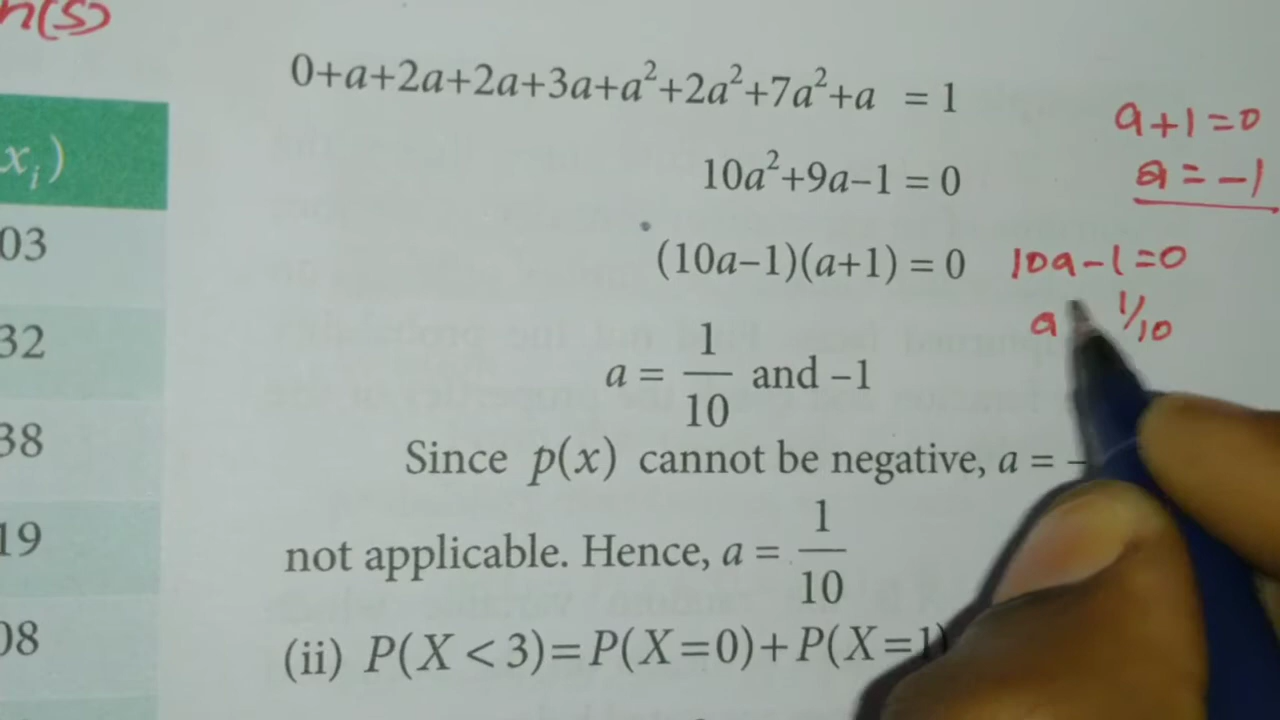 n(s)
0+a+2a+2a+3a+a²+2a²+7a²+a = 1
a+1=0
xᵢ)
10a²+9a–1 = 0
a = –1
03
(10a–1)(a+1) = 0
10a–1=0
32
a 1/10
a = 1/10 and –1
38
Since p(x) cannot be negative, a = –
19
not applicable. Hence, a = 1/10
08
(ii) P(X < 3)=P(X=0)+P(X=1)